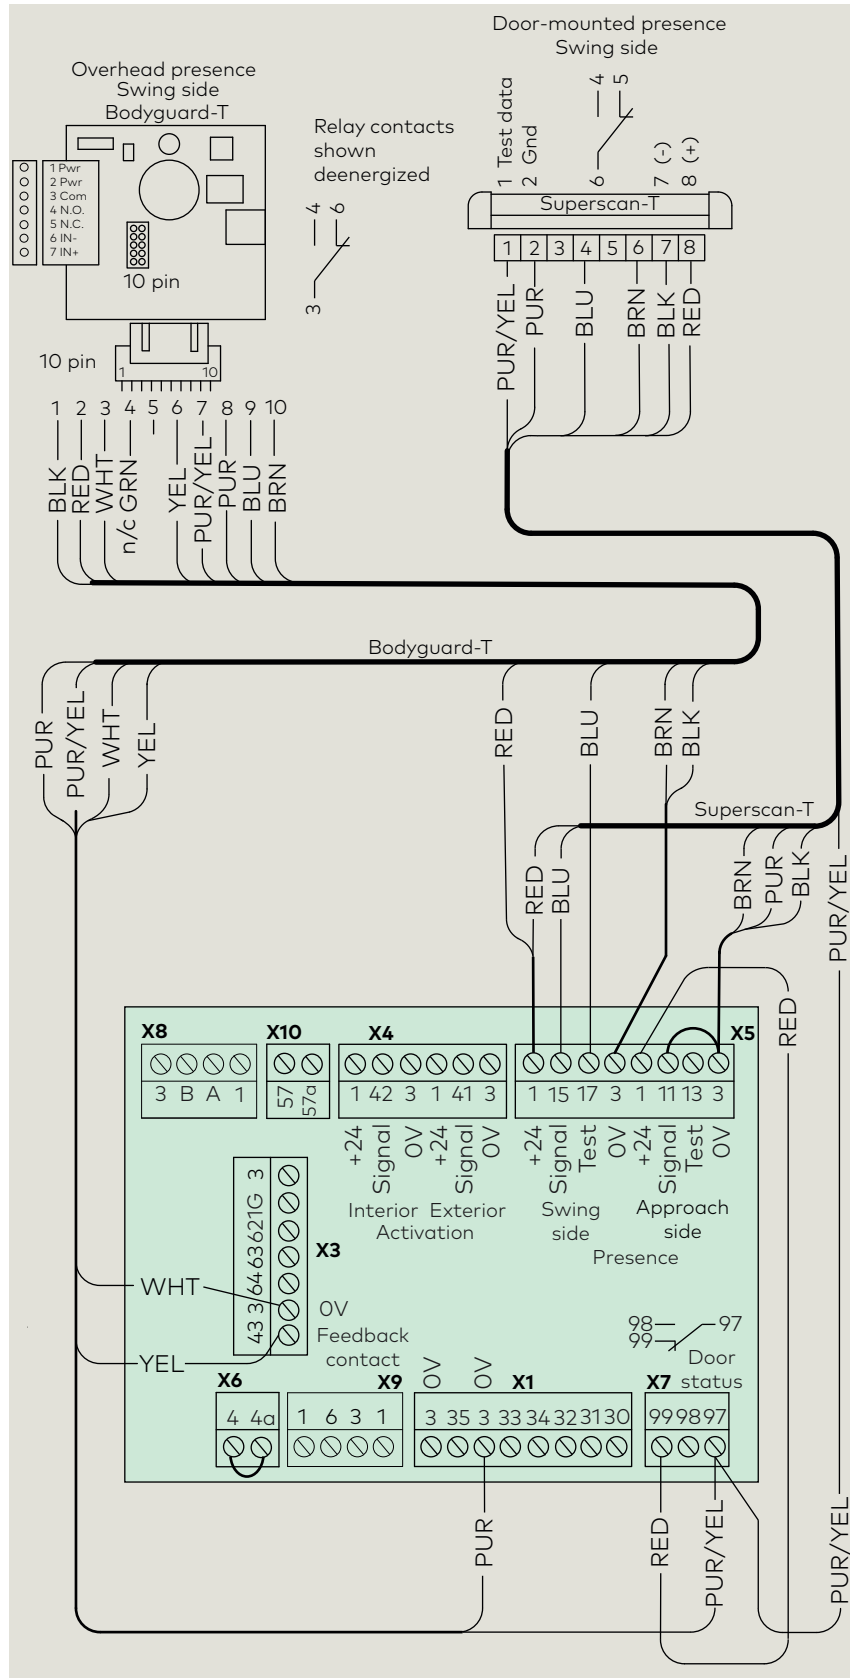 Door-mounted presence
Swing side
Overhead presence
Swing side
Bodyguard-T
Relay contacts
shown
deenergized
4 6
3
1 Test data
2 Gnd
4
5
6
7 (-)
8 (+)
1 Pwr
2 Pwr
3 Com
4 N.O.
5 N.C.
6 IN-
7 IN+
10 pin
Superscan-T
1 2 3 4 5 6 7 8
PUR/YEL PUR BLU BRN BLK RED
10 pin
1 10
1 2 3 4 5 6 7 8 9 10
BLK RED WHT n/c GRN YEL PUR/YEL PUR BLU BRN
Bodyguard-T
PUR PUR/YEL WHT YEL
RED BLU BRN BLK
Superscan-T
RED BLU BRN PUR BLK PUR/YEL
RED
X8 X10 X4 X5
3 B A 1
57 57a
1 42 3 1 41 3
1 15 17 3 1 11 13 3
+24 Signal 0V +24 Signal 0V
+24 Signal Test 0V +24 Signal Test 0V
Interior Exterior
Activation
Swing
side
Approach
side
Presence
X3
3
1G
62
63
64
3
43
WHT
0V
Feedback
contact
YEL
98 97
99
Door
status
X6 X9 0V 0V X1 X7
4 4a
1 6 3 1
3 35 3 33 34 32 31 30
99 98 97
PUR RED PUR/YEL PUR/YEL